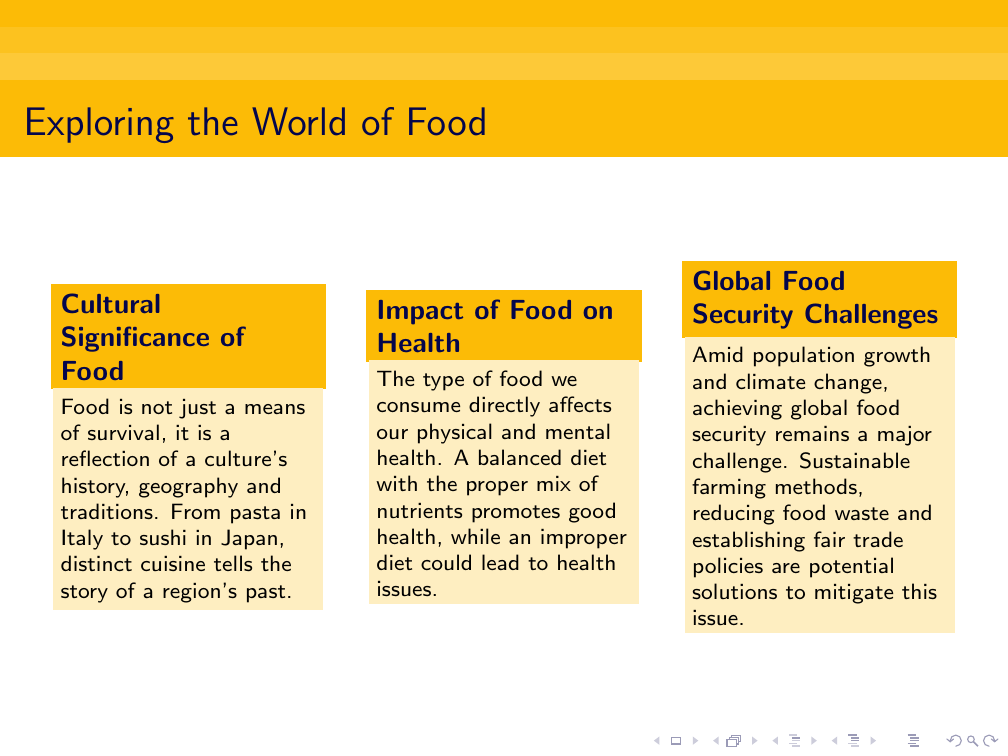 Exploring the World of Food
Cultural
Significance of
Food
Food is not just a means
of survival, it is a
reflection of a culture's
history, geography and
traditions. From pasta in
Italy to sushi in Japan,
distinct cuisine tells the
story of a region's past.
Impact of Food on
Health
The type of food we
consume directly affects
our physical and mental
health. A balanced diet
with the proper mix of
nutrients promotes good
health, while an improper
diet could lead to health
issues.
Global Food
Security Challenges
Amid population growth
and climate change,
achieving global food
security remains a major
challenge. Sustainable
farming methods,
reducing food waste and
establishing fair trade
policies are potential
solutions to mitigate this
issue.